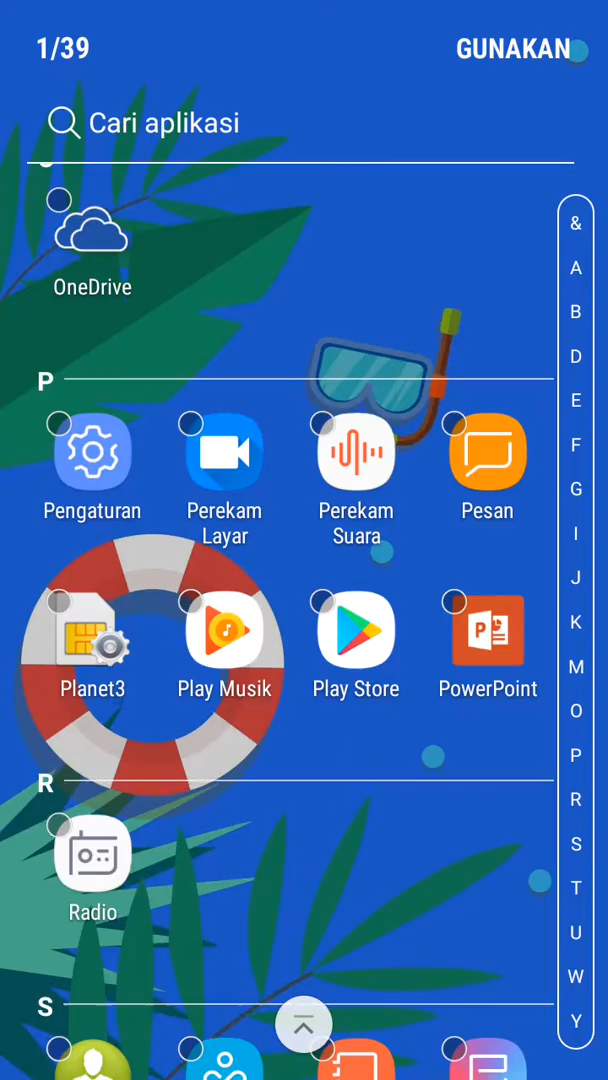 1/39
GUNAKAN
Cari aplikasi
OneDrive
P
Pengaturan
Perekam Layar
Perekam Suara
Pesan
Planet3
Play Musik
Play Store
PowerPoint
R
Radio
S
&
A
B
D
E
F
G
I
J
K
M
O
P
R
S
T
U
W
Y